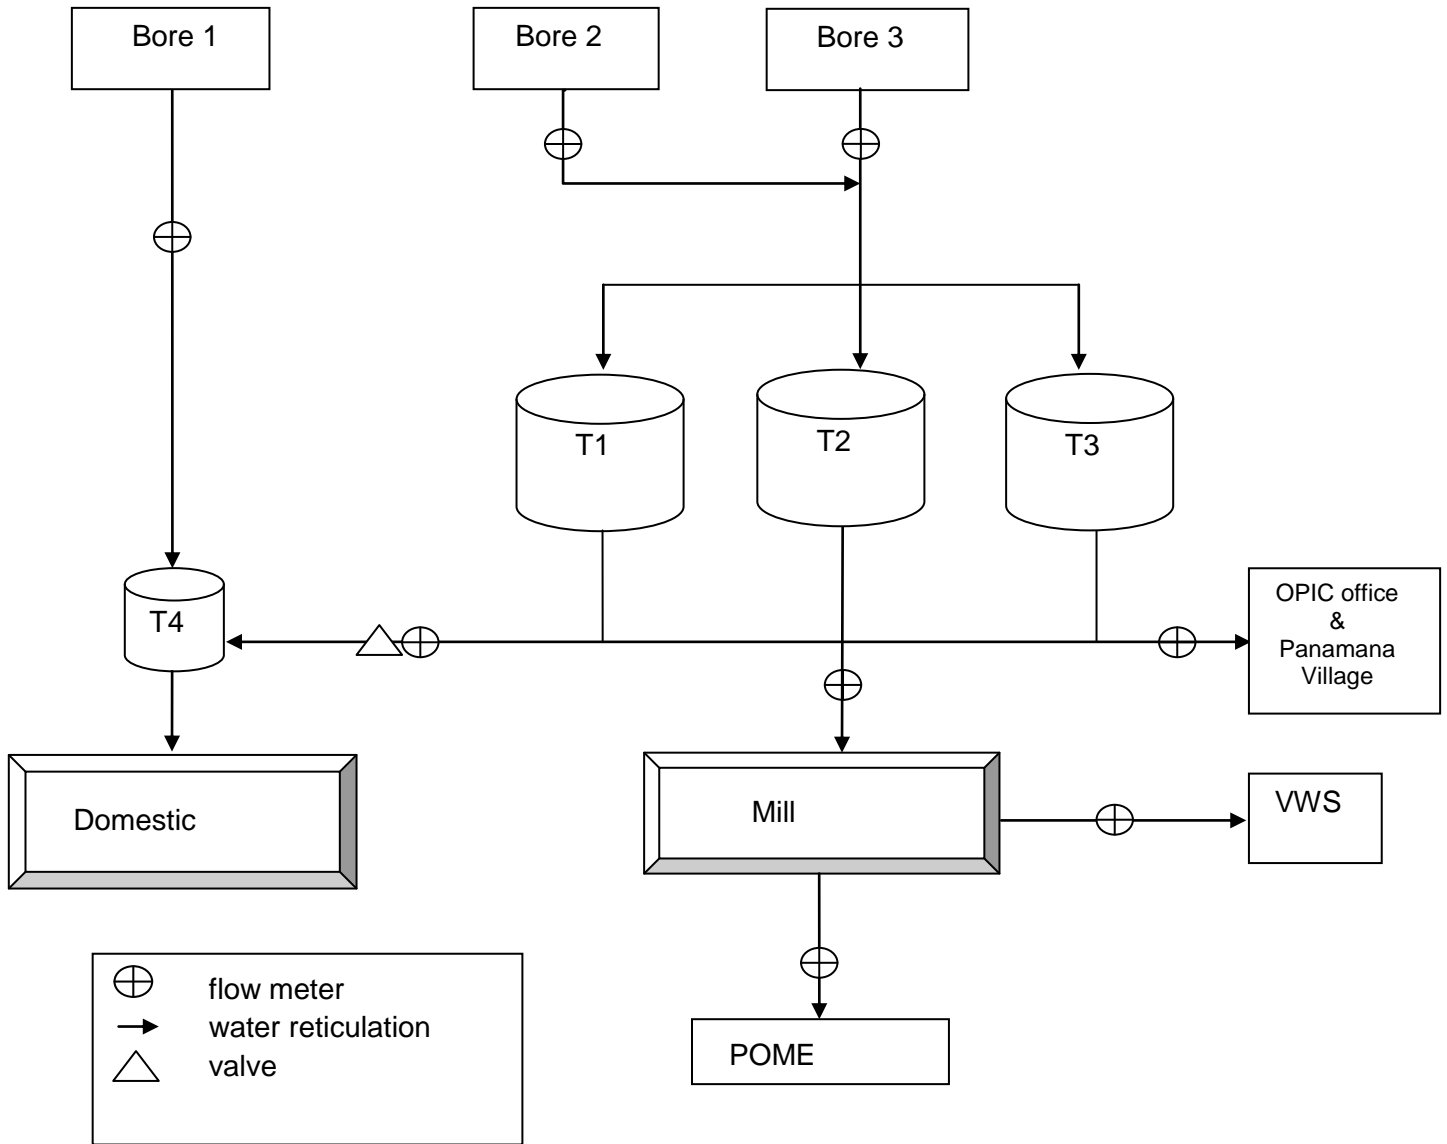 Bore 1
Bore 2
Bore 3
T1
T2
T3
T4
OPIC office
&
Panamana
Village
Domestic
Mill
VWS
flow meter
water reticulation
valve
POME